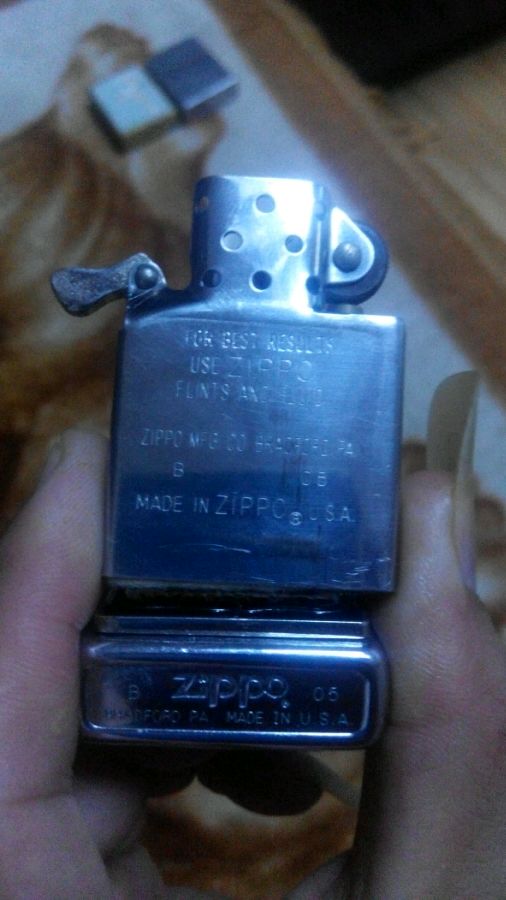 FOR BEST RESULTS
USE ZIPPO
FLINTS AND FLUID
ZIPPO MFG. CO. BRADFORD, PA.
B 05
MADE IN ZIPPO® U.S.A.
B Zippo® 05
BRADFORD PA MADE IN U.S.A.